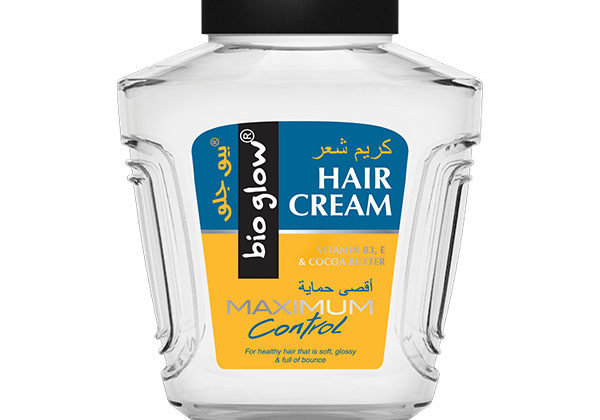 بيو جلو®
bio glow®
كريم شعر
HAIR
CREAM
VITAMIN B3, E
& COCOA BUTTER
أقصى حماية
MAXIMUM
Control
For healthy hair that is soft, glossy
& full of bounce